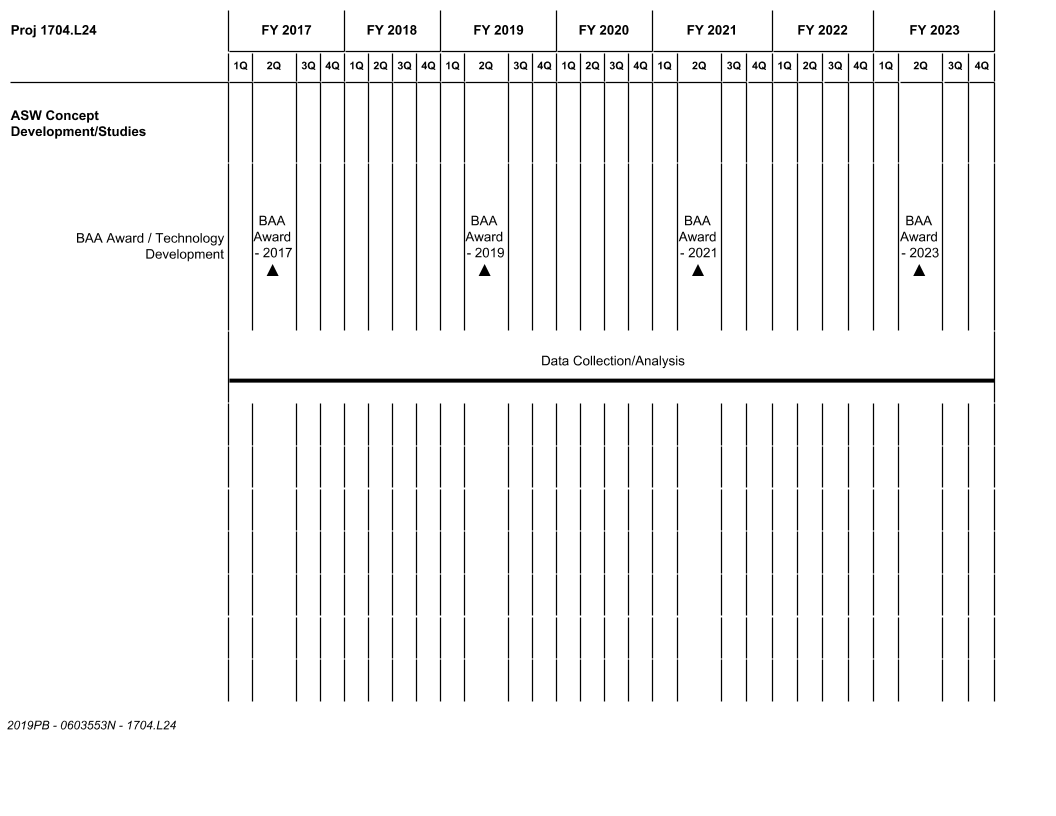 Proj 1704.L24 FY 2017 FY 2018 FY 2019 FY 2020 FY 2021 FY 2022 FY 2023
1Q 2Q 3Q 4Q 1Q 2Q 3Q 4Q 1Q 2Q 3Q 4Q 1Q 2Q 3Q 4Q 1Q 2Q 3Q 4Q 1Q 2Q 3Q 4Q 1Q 2Q 3Q 4Q
ASW Concept
Development/Studies
BAA Award / Technology
Development
BAA
Award
- 2017
BAA
Award
- 2019
BAA
Award
- 2021
BAA
Award
- 2023
Data Collection/Analysis
2019PB - 0603553N - 1704.L24